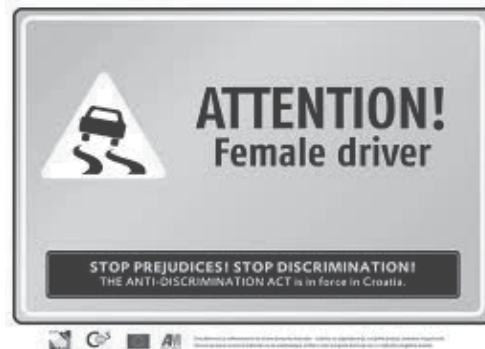 ATTENTION!
Female driver
STOP PREJUDICES! STOP DISCRIMINATION!
THE ANTI-DISCRIMINATION ACT is in force in Croatia.